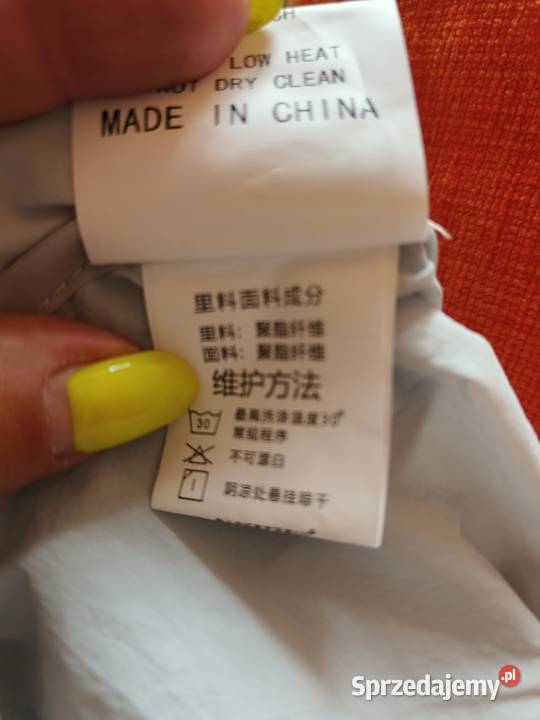 LOW HEAT
NOT DRY CLEAN
MADE IN CHINA
里料面料成分
里料: 聚酯纤维
面料: 聚酯纤维
维护方法
30
最高洗涤温度30°
常规程序
不可漂白
阴凉处悬挂晾干
Sprzedajemy.pl